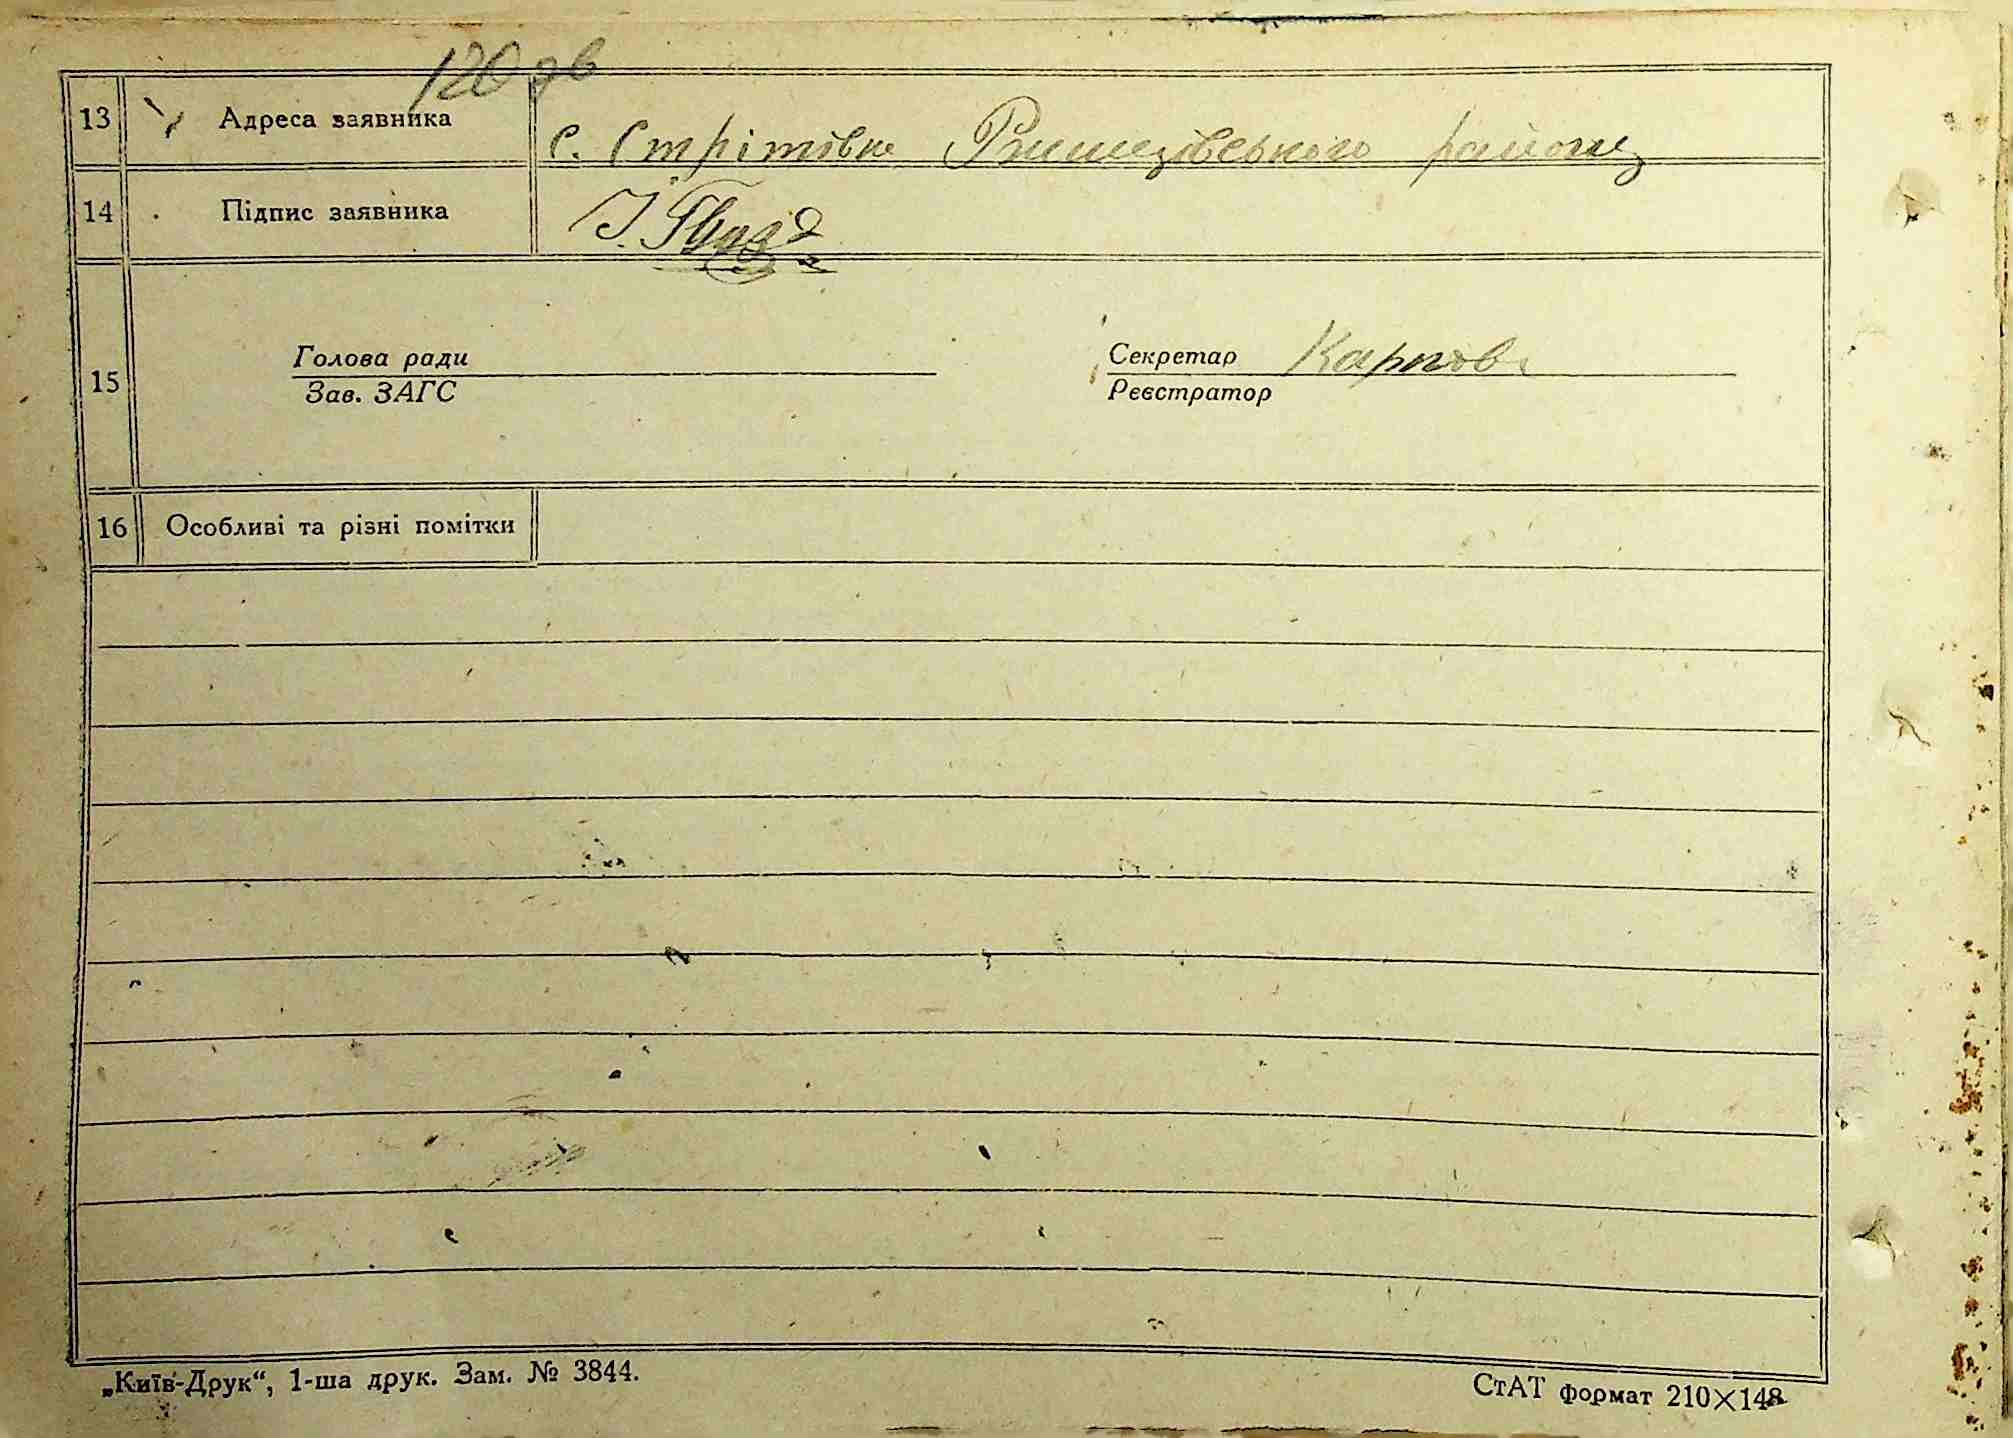 120 зв
13 Адреса заявника с. Стрітівка Ржищівського району
14 Підпис заявника І.
15 Голова ради
Зав. ЗАГС
Секретар Карпов
Реєстратор
16 Особливі та різні помітки
„Київ-Друк“, 1-ша друк. Зам. № 3844.
СтАТ формат 210×148